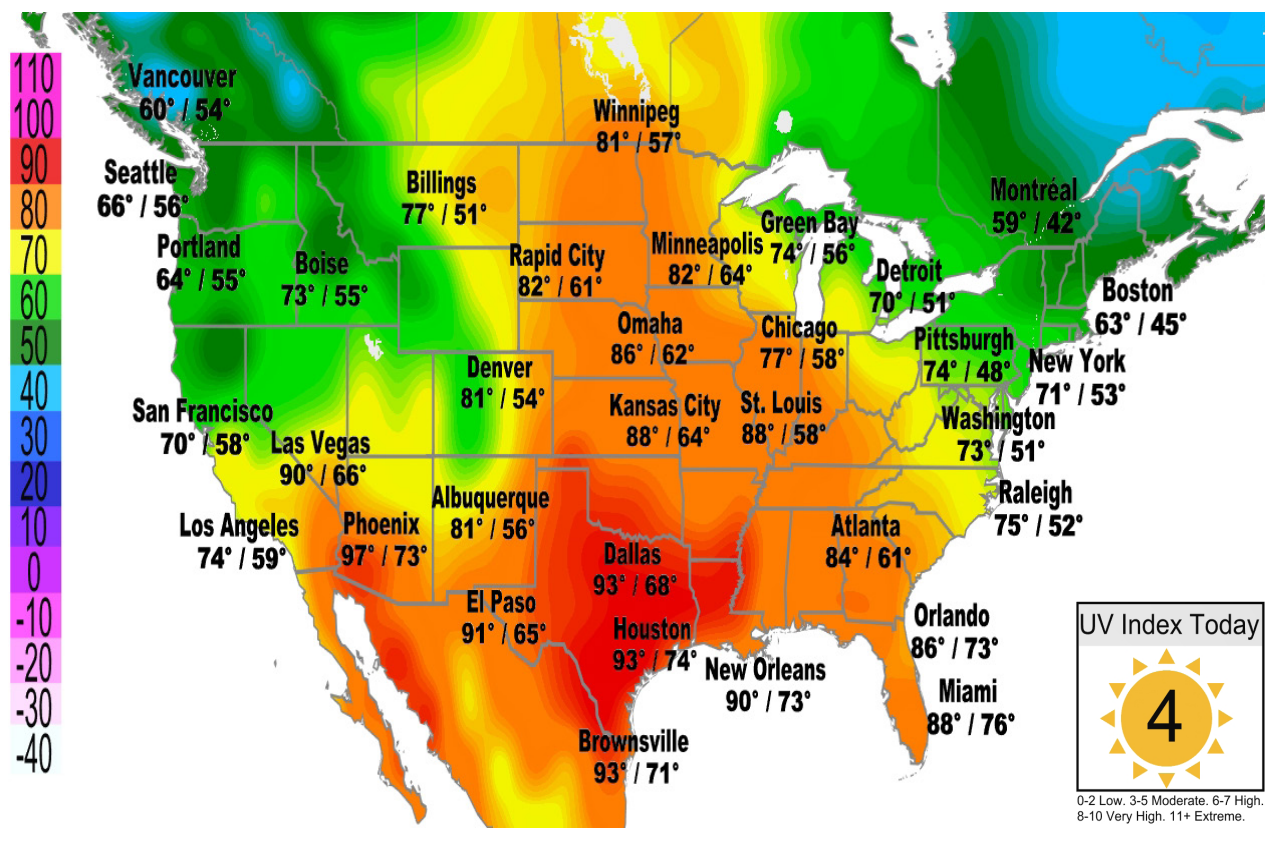 110
100
90
80
70
60
50
40
30
20
10
0
-10
-20
-30
-40
Vancouver
60° / 54°
Winnipeg
81° / 57°
Seattle
66° / 56°
Billings
77° / 51°
Montréal
59° / 42°
Green Bay
74° / 56°
Portland
64° / 55°
Boise
73° / 55°
Rapid City
82° / 61°
Minneapolis
82° / 64°
Detroit
70° / 51°
Boston
63° / 45°
Omaha
86° / 62°
Chicago
77° / 58°
Pittsburgh
74° / 48°
New York
71° / 53°
Denver
81° / 54°
Kansas City
88° / 64°
St. Louis
88° / 58°
San Francisco
70° / 58°
Las Vegas
90° / 66°
Washington
73° / 51°
Albuquerque
81° / 56°
Raleigh
75° / 52°
Los Angeles
74° / 59°
Phoenix
97° / 73°
Atlanta
84° / 61°
Dallas
93° / 68°
El Paso
91° / 65°
Houston
93° / 74°
Orlando
86° / 73°
New Orleans
90° / 73°
Miami
88° / 76°
Brownsville
93° / 71°
UV Index Today
4
0-2 Low. 3-5 Moderate. 6-7 High.
8-10 Very High. 11+ Extreme.